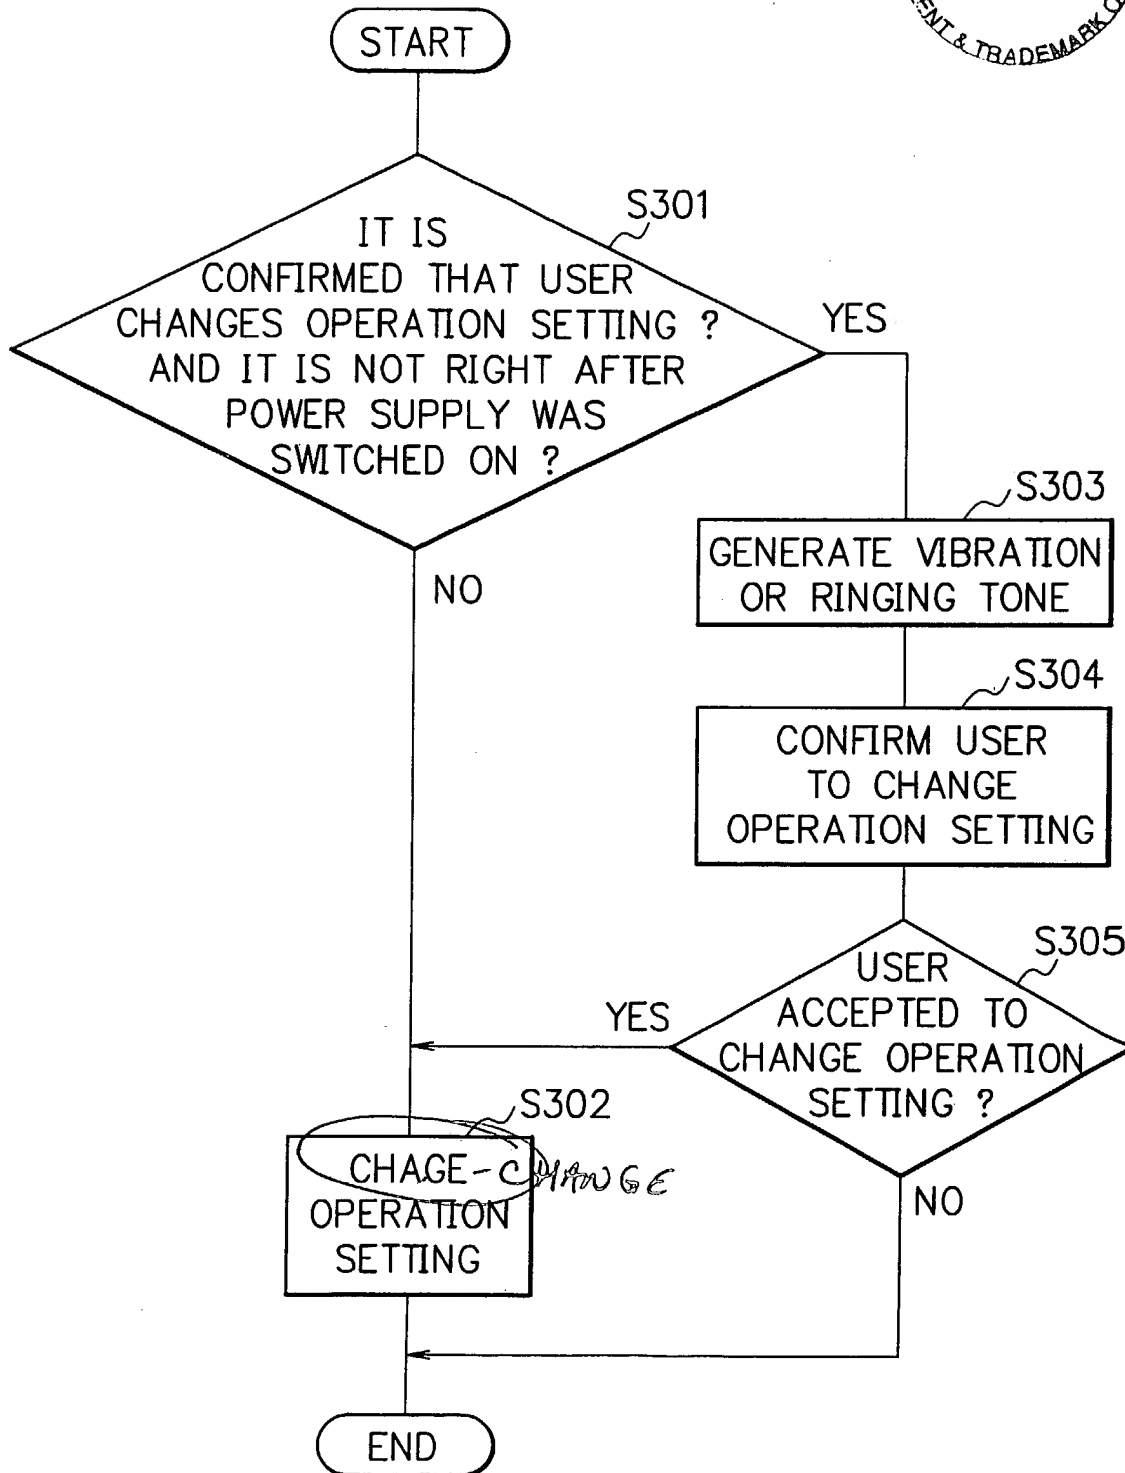 ENT & TRADEMARK O
START
S301
IT IS
CONFIRMED THAT USER
CHANGES OPERATION SETTING ?
AND IT IS NOT RIGHT AFTER
POWER SUPPLY WAS
SWITCHED ON ?
YES
NO
S303
GENERATE VIBRATION
OR RINGING TONE
S304
CONFIRM USER
TO CHANGE
OPERATION SETTING
S305
USER
ACCEPTED TO
CHANGE OPERATION
SETTING ?
YES
NO
S302
CHAGE - CHANGE
OPERATION
SETTING
END